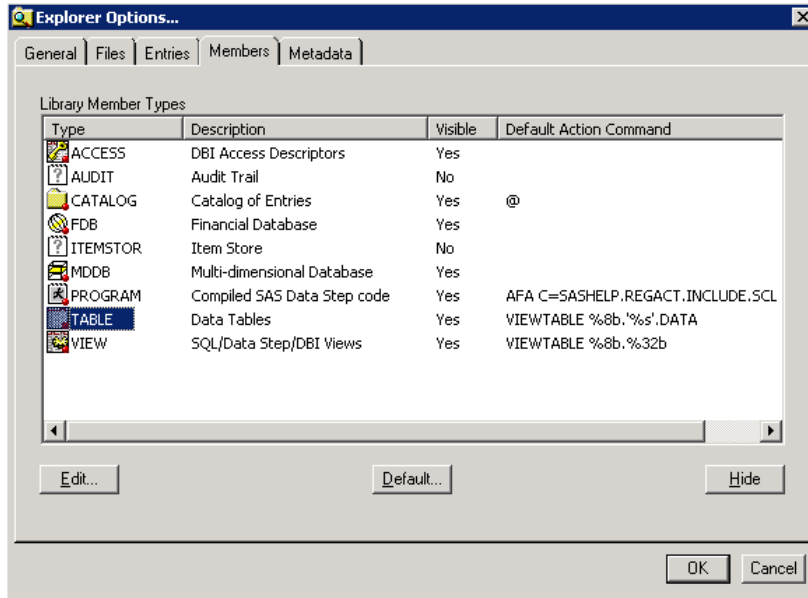 Explorer Options...
General Files Entries Members Metadata
Library Member Types
Type Description Visible Default Action Command
ACCESS DBI Access Descriptors Yes
AUDIT Audit Trail No
CATALOG Catalog of Entries Yes @
FDB Financial Database Yes
ITEMSTOR Item Store No
MDDB Multi-dimensional Database Yes
PROGRAM Compiled SAS Data Step code Yes AFA C=SASHELP.REGACT.INCLUDE.SCL
TABLE Data Tables Yes VIEWTABLE %8b.'%s'.DATA
VIEW SQL/Data Step/DBI Views Yes VIEWTABLE %8b.%32b
Edit... Default... Hide
OK Cancel